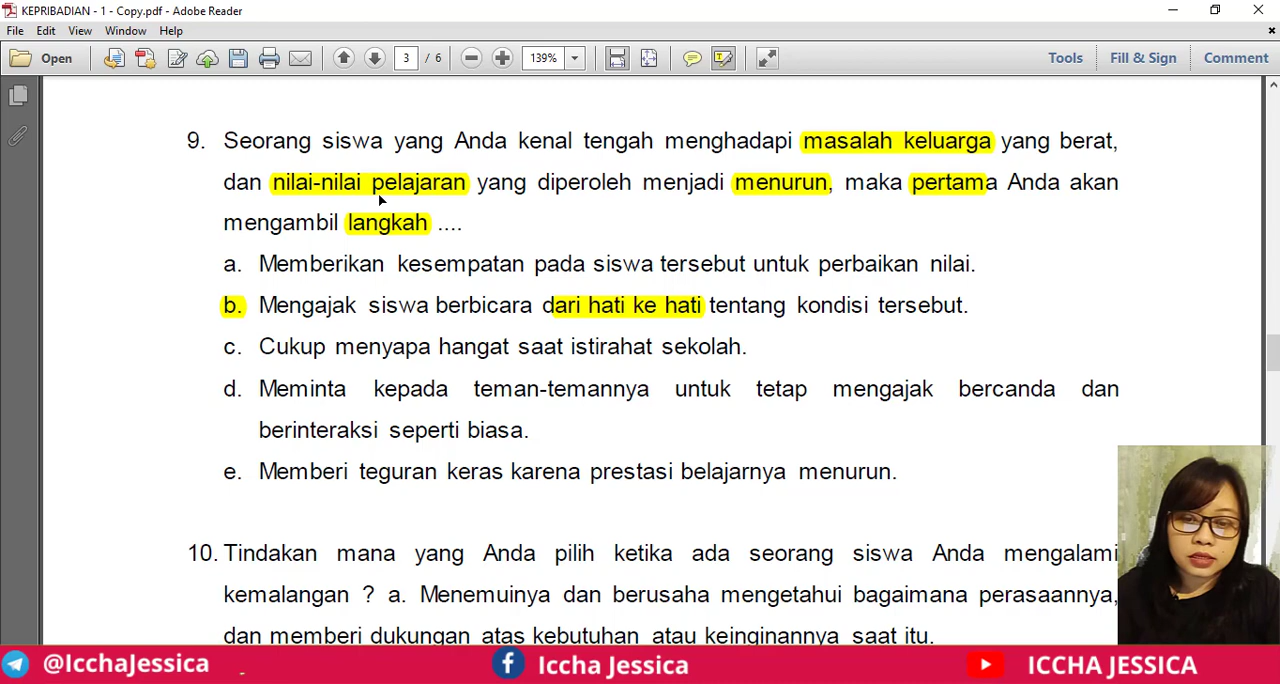 KEPRIBADIAN - 1 - Copy.pdf - Adobe Reader
File Edit View Window Help
Open 3 / 6 139% Tools Fill & Sign Comment
9. Seorang siswa yang Anda kenal tengah menghadapi masalah keluarga yang berat,
dan nilai-nilai pelajaran yang diperoleh menjadi menurun, maka pertama Anda akan
mengambil langkah ....
a. Memberikan kesempatan pada siswa tersebut untuk perbaikan nilai.
b. Mengajak siswa berbicara dari hati ke hati tentang kondisi tersebut.
c. Cukup menyapa hangat saat istirahat sekolah.
d. Meminta kepada teman-temannya untuk tetap mengajak bercanda dan
berinteraksi seperti biasa.
e. Memberi teguran keras karena prestasi belajarnya menurun.
10. Tindakan mana yang Anda pilih ketika ada seorang siswa Anda mengalami
kemalangan ? a. Menemuinya dan berusaha mengetahui bagaimana perasaannya,
dan memberi dukungan atas kebutuhan atau keinginannya saat itu.
@IcchaJessica Iccha Jessica ICCHA JESSICA